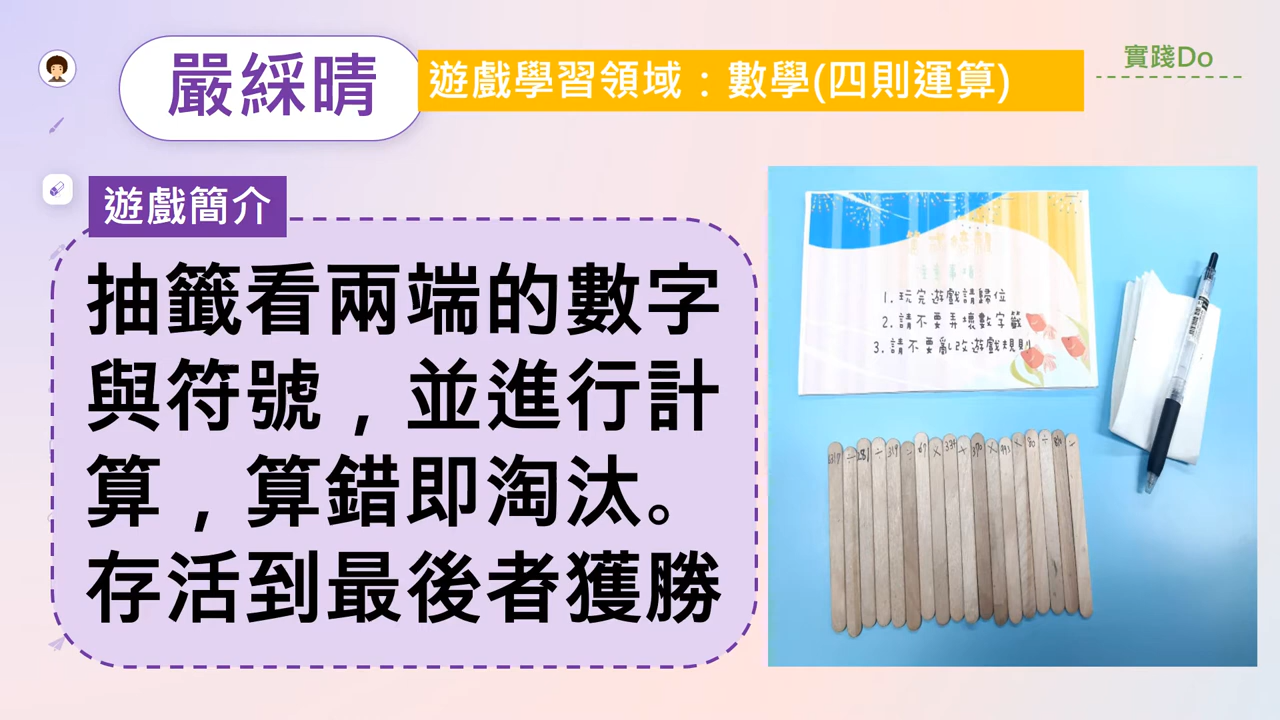 嚴綵晴
遊戲學習領域：數學(四則運算)
實踐Do
遊戲簡介
抽籤看兩端的數字
與符號，並進行計
算，算錯即淘汰。
存活到最後者獲勝
注意事項
1. 玩完遊戲請歸位
2. 請不要弄壞數字籤
3. 請不要亂改遊戲規則